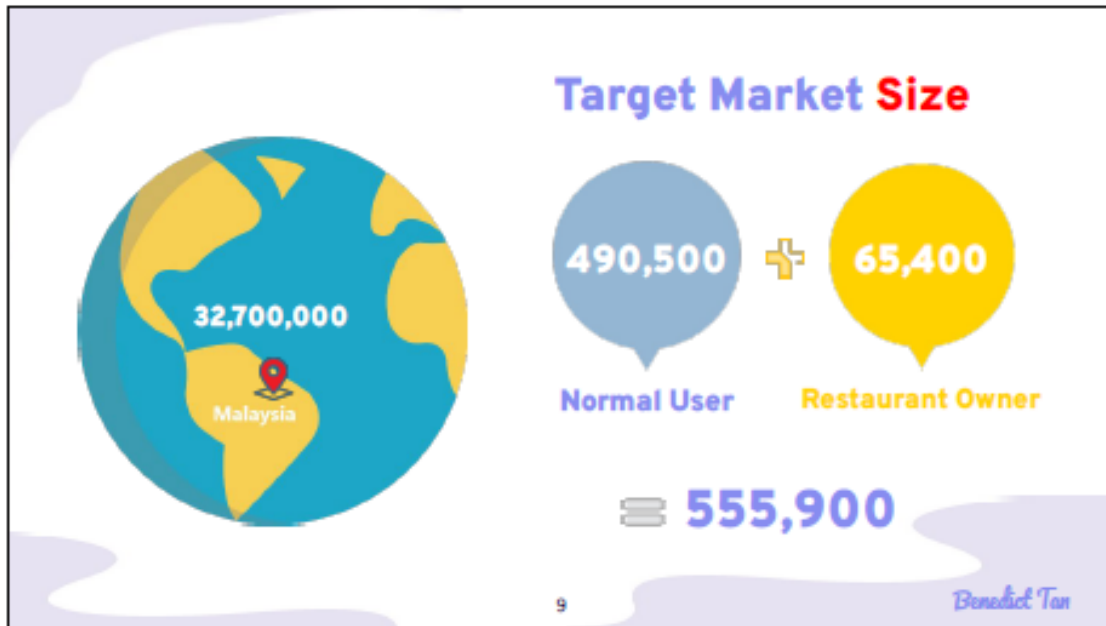 Target Market Size
32,700,000
Malaysia
490,500
65,400
Normal User
Restaurant Owner
555,900
9
Benedict Tan